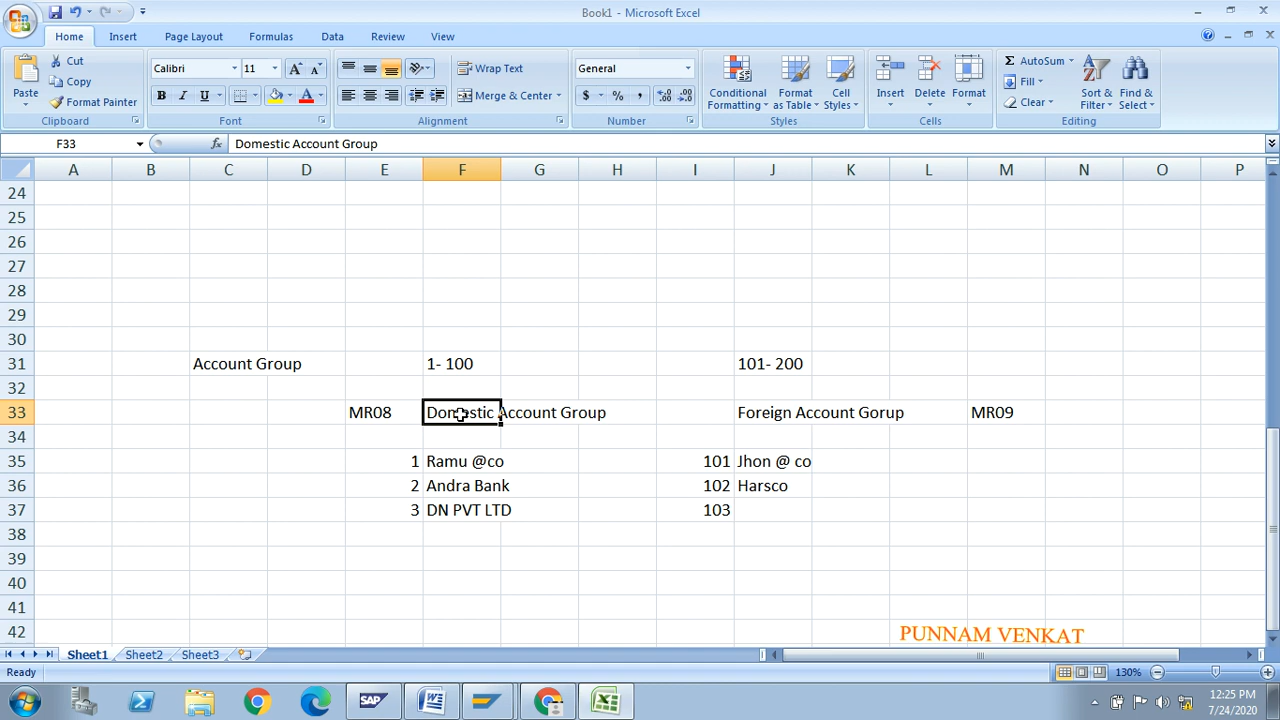 Book1 - Microsoft Excel
Home Insert Page Layout Formulas Data Review View
Cut
Copy
Format Painter
Paste
Clipboard
Calibri 11
B I U
Font
Wrap Text
Merge & Center
Alignment
General
$ % ,
Number
Conditional Formatting
Format as Table
Cell Styles
Styles
Insert Delete Format
Cells
AutoSum
Fill
Clear
Sort & Filter
Find & Select
Editing
F33 fx Domestic Account Group
A B C D E F G H I J K L M N O P
24
25
26
27
28
29
30
31 Account Group 1- 100 101- 200
32
33 MR08 Domestic Account Group Foreign Account Gorup MR09
34
35 1 Ramu @co 101 Jhon @ co
36 2 Andra Bank 102 Harsco
37 3 DN PVT LTD 103
38
39
40
41
42
PUNNAM VENKAT
Sheet1 Sheet2 Sheet3
Ready 130%
SAP
12:25 PM
7/24/2020